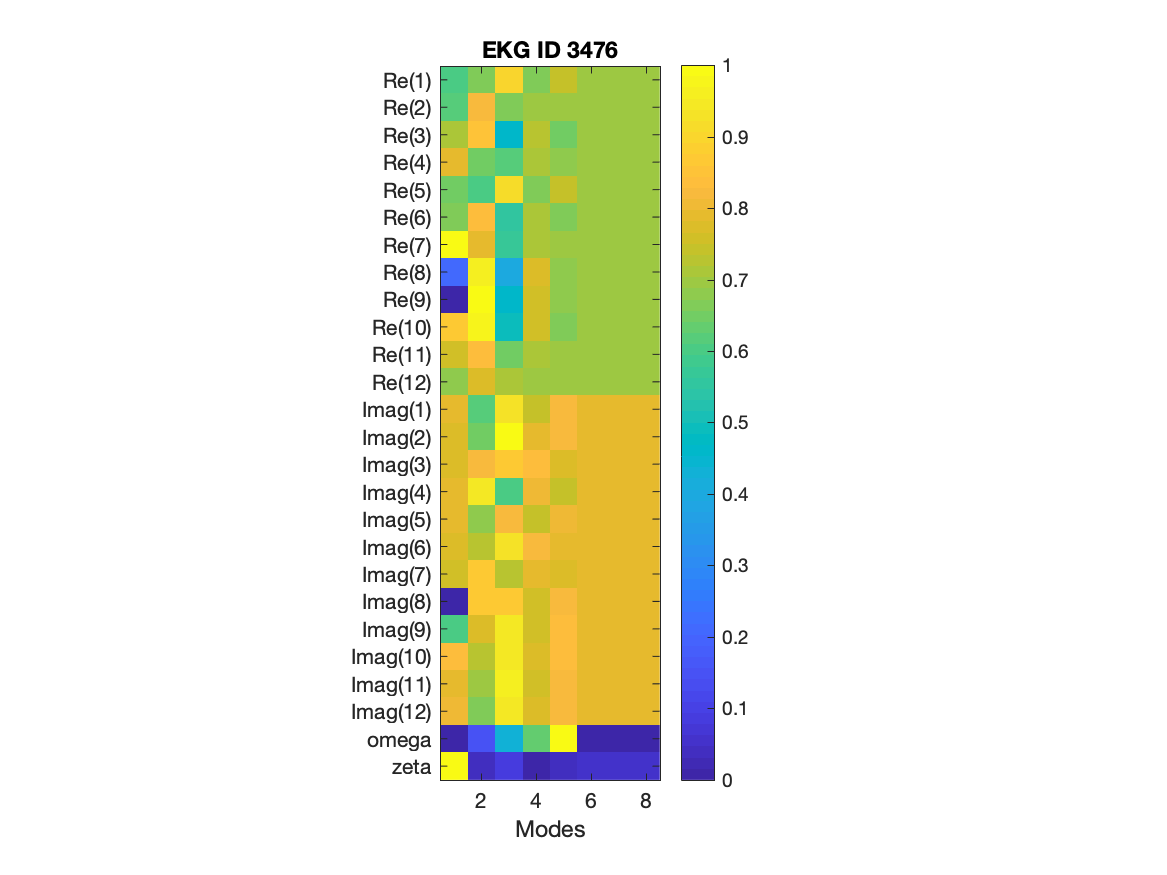 EKG ID 3476
Re(1)
Re(2)
Re(3)
Re(4)
Re(5)
Re(6)
Re(7)
Re(8)
Re(9)
Re(10)
Re(11)
Re(12)
Imag(1)
Imag(2)
Imag(3)
Imag(4)
Imag(5)
Imag(6)
Imag(7)
Imag(8)
Imag(9)
Imag(10)
Imag(11)
Imag(12)
omega
zeta
2 4 6 8
Modes
1
0.9
0.8
0.7
0.6
0.5
0.4
0.3
0.2
0.1
0